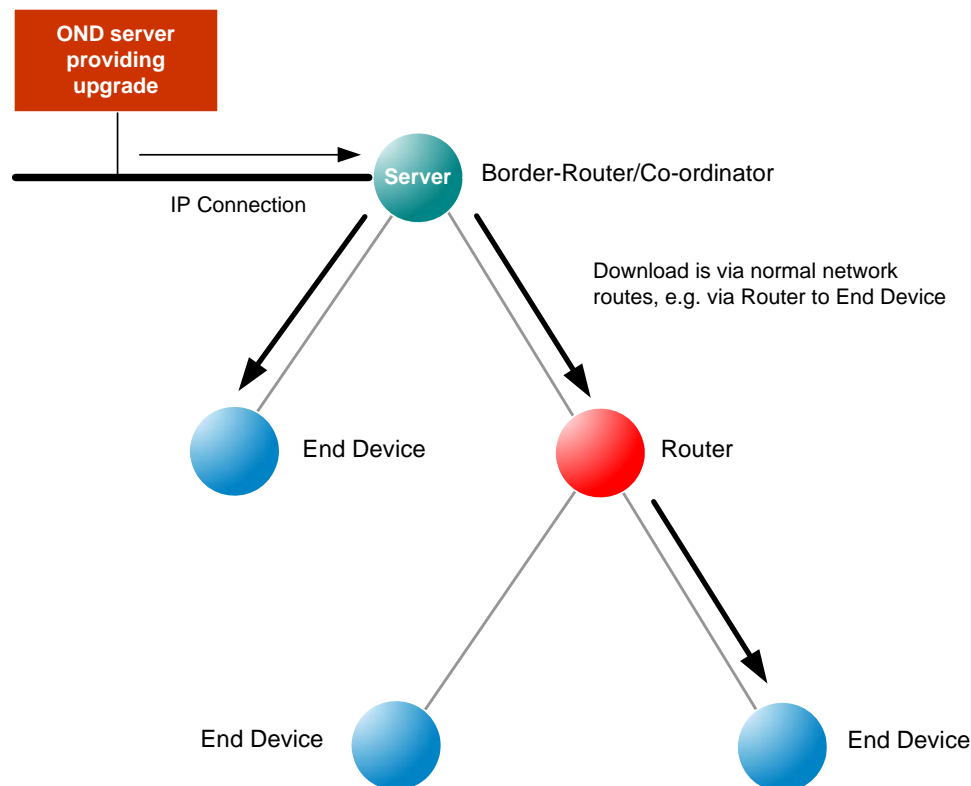 OND server
providing
upgrade
Server
Border-Router/Co-ordinator
IP Connection
Download is via normal network
routes, e.g. via Router to End Device
End Device
Router
End Device
End Device